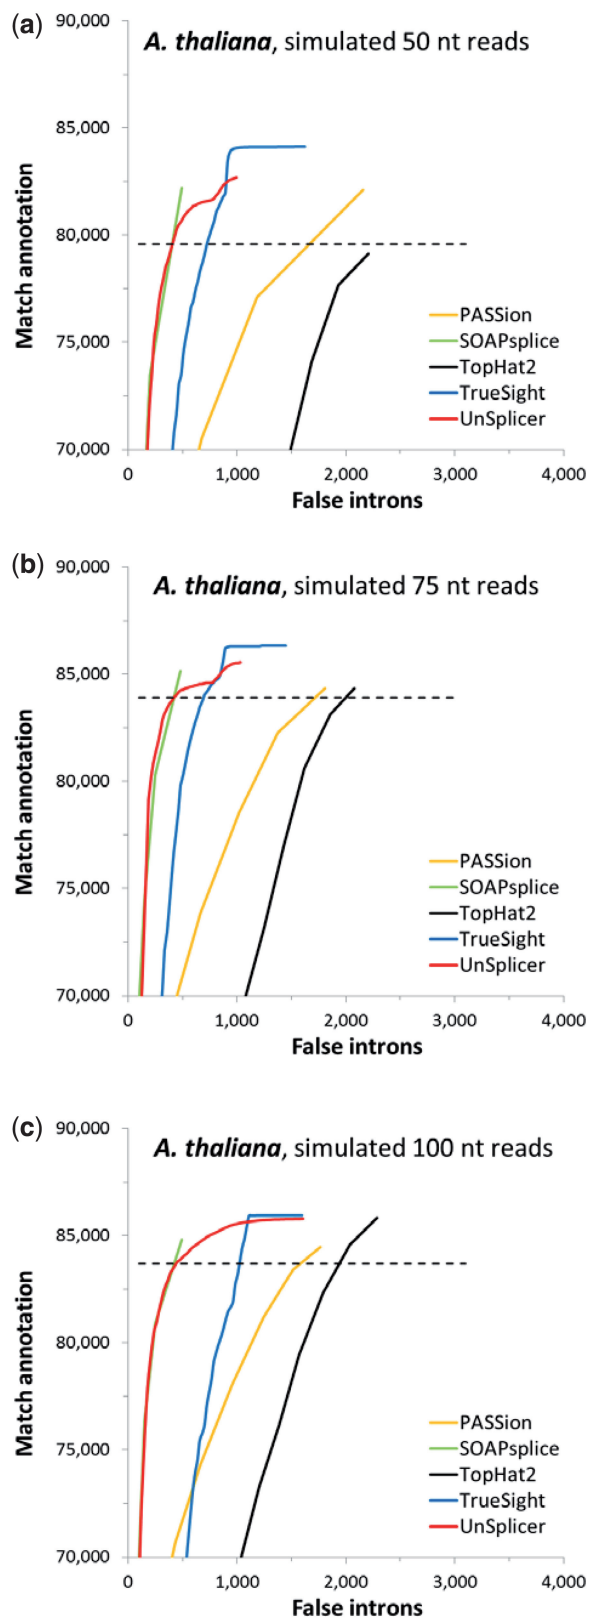 (a)
90,000
A. thaliana, simulated 50 nt reads
85,000
80,000
75,000
70,000
Match annotation
PASSion
SOAPsplice
TopHat2
TrueSight
UnSplicer
0 1,000 2,000 3,000 4,000
False introns
(b)
90,000
A. thaliana, simulated 75 nt reads
85,000
80,000
75,000
70,000
Match annotation
PASSion
SOAPsplice
TopHat2
TrueSight
UnSplicer
0 1,000 2,000 3,000 4,000
False introns
(c)
90,000
A. thaliana, simulated 100 nt reads
85,000
80,000
75,000
70,000
Match annotation
PASSion
SOAPsplice
TopHat2
TrueSight
UnSplicer
0 1,000 2,000 3,000 4,000
False introns